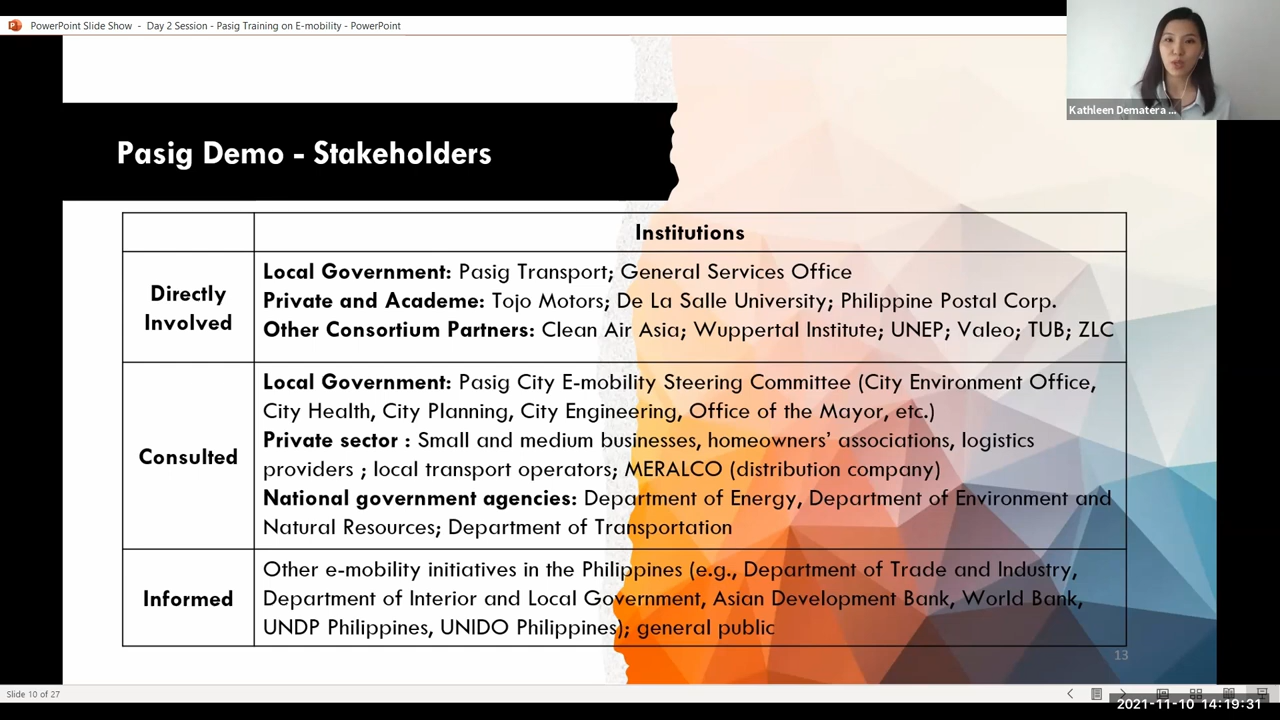 PowerPoint Slide Show - Day 2 Session - Pasig Training on E-mobility - PowerPoint
Kathleen Dematera ...
Pasig Demo - Stakeholders
Institutions
Directly
Involved
Local Government: Pasig Transport; General Services Office
Private and Academe: Tojo Motors; De La Salle University; Philippine Postal Corp.
Other Consortium Partners: Clean Air Asia; Wuppertal Institute; UNEP; Valeo; TUB; ZLC
Consulted
Local Government: Pasig City E-mobility Steering Committee (City Environment Office,
City Health, City Planning, City Engineering, Office of the Mayor, etc.)
Private sector : Small and medium businesses, homeowners’ associations, logistics
providers ; local transport operators; MERALCO (distribution company)
National government agencies: Department of Energy, Department of Environment and
Natural Resources; Department of Transportation
Informed
Other e-mobility initiatives in the Philippines (e.g., Department of Trade and Industry,
Department of Interior and Local Government, Asian Development Bank, World Bank,
UNDP Philippines, UNIDO Philippines); general public
13
Slide 10 of 27
2021-11-10 14:19:31